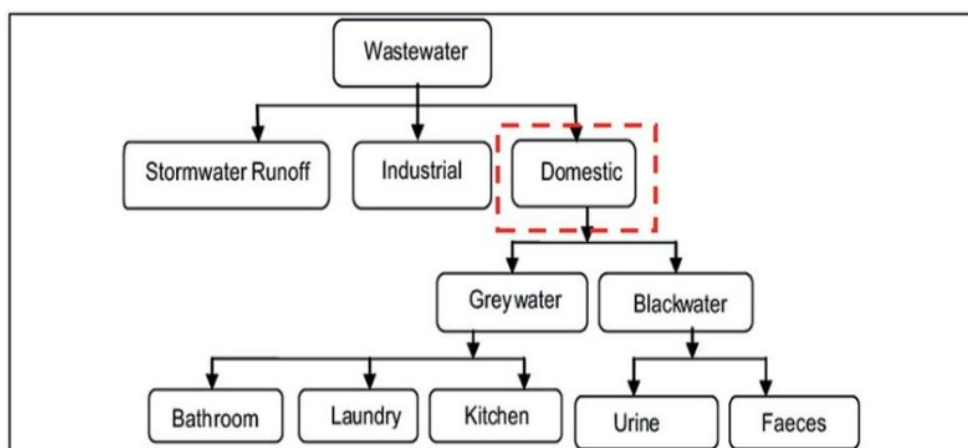 Wastewater
Stormwater Runoff
Industrial
Domestic
Greywater
Blackwater
Bathroom
Laundry
Kitchen
Urine
Faeces